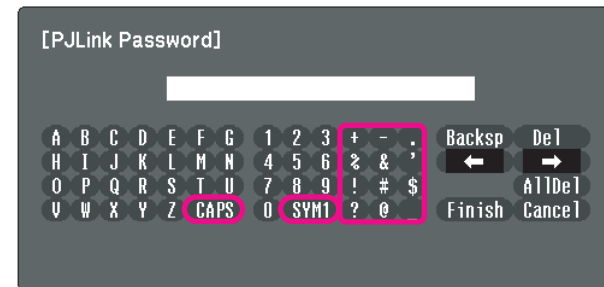 [PJLink Password]
A B C D E F G 1 2 3 + - . Backsp Del
H I J K L M N 4 5 6 % & ' ← →
O P Q R S T U 7 8 9 ! # $ AllDel
V W X Y Z CAPS 0 SYM1 ? @ _ Finish Cancel